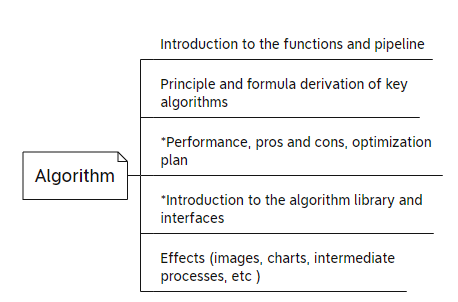 Introduction to the functions and pipeline
Principle and formula derivation of key
algorithms
*Performance, pros and cons, optimization
plan
Algorithm
*Introduction to the algorithm library and
interfaces
Effects (images, charts, intermediate
processes, etc )